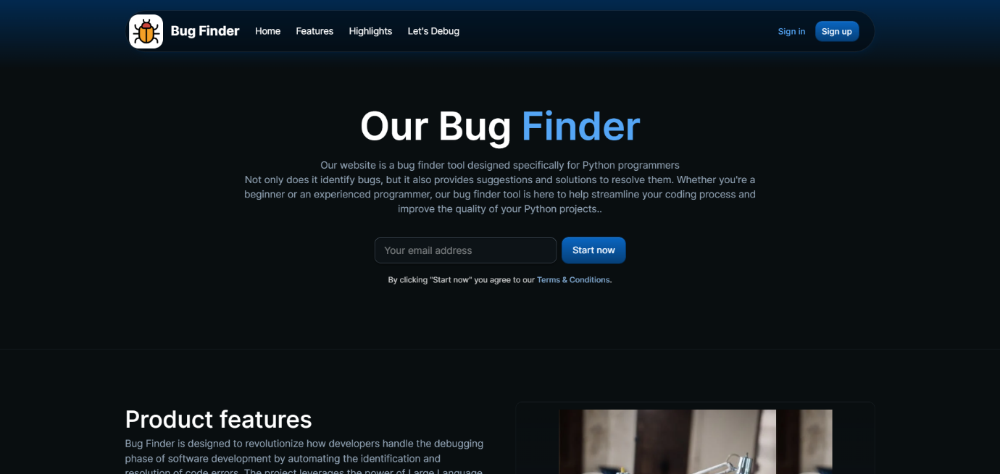 Bug Finder Home Features Highlights Let's Debug Sign in Sign up
Our Bug Finder
Our website is a bug finder tool designed specifically for Python programmers
Not only does it identify bugs, but it also provides suggestions and solutions to resolve them. Whether you're a
beginner or an experienced programmer, our bug finder tool is here to help streamline your coding process and
improve the quality of your Python projects..
Your email address Start now
By clicking "Start now" you agree to our Terms & Conditions.
Product features
Bug Finder is designed to revolutionize how developers handle the debugging
phase of software development by automating the identification and
resolution of code errors. The project leverages the power of Large Language